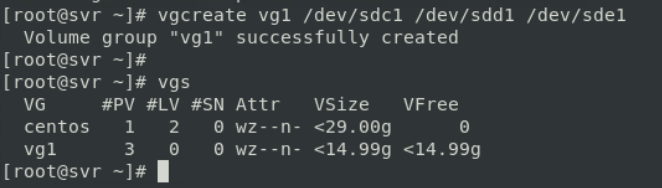 [root@svr ~]# vgcreate vg1 /dev/sdc1 /dev/sdd1 /dev/sde1
  Volume group "vg1" successfully created
[root@svr ~]#
[root@svr ~]# vgs
  VG     #PV #LV #SN Attr   VSize   VFree
  centos   1   2   0 wz--n- <29.00g      0
  vg1      3   0   0 wz--n- <14.99g <14.99g
[root@svr ~]#